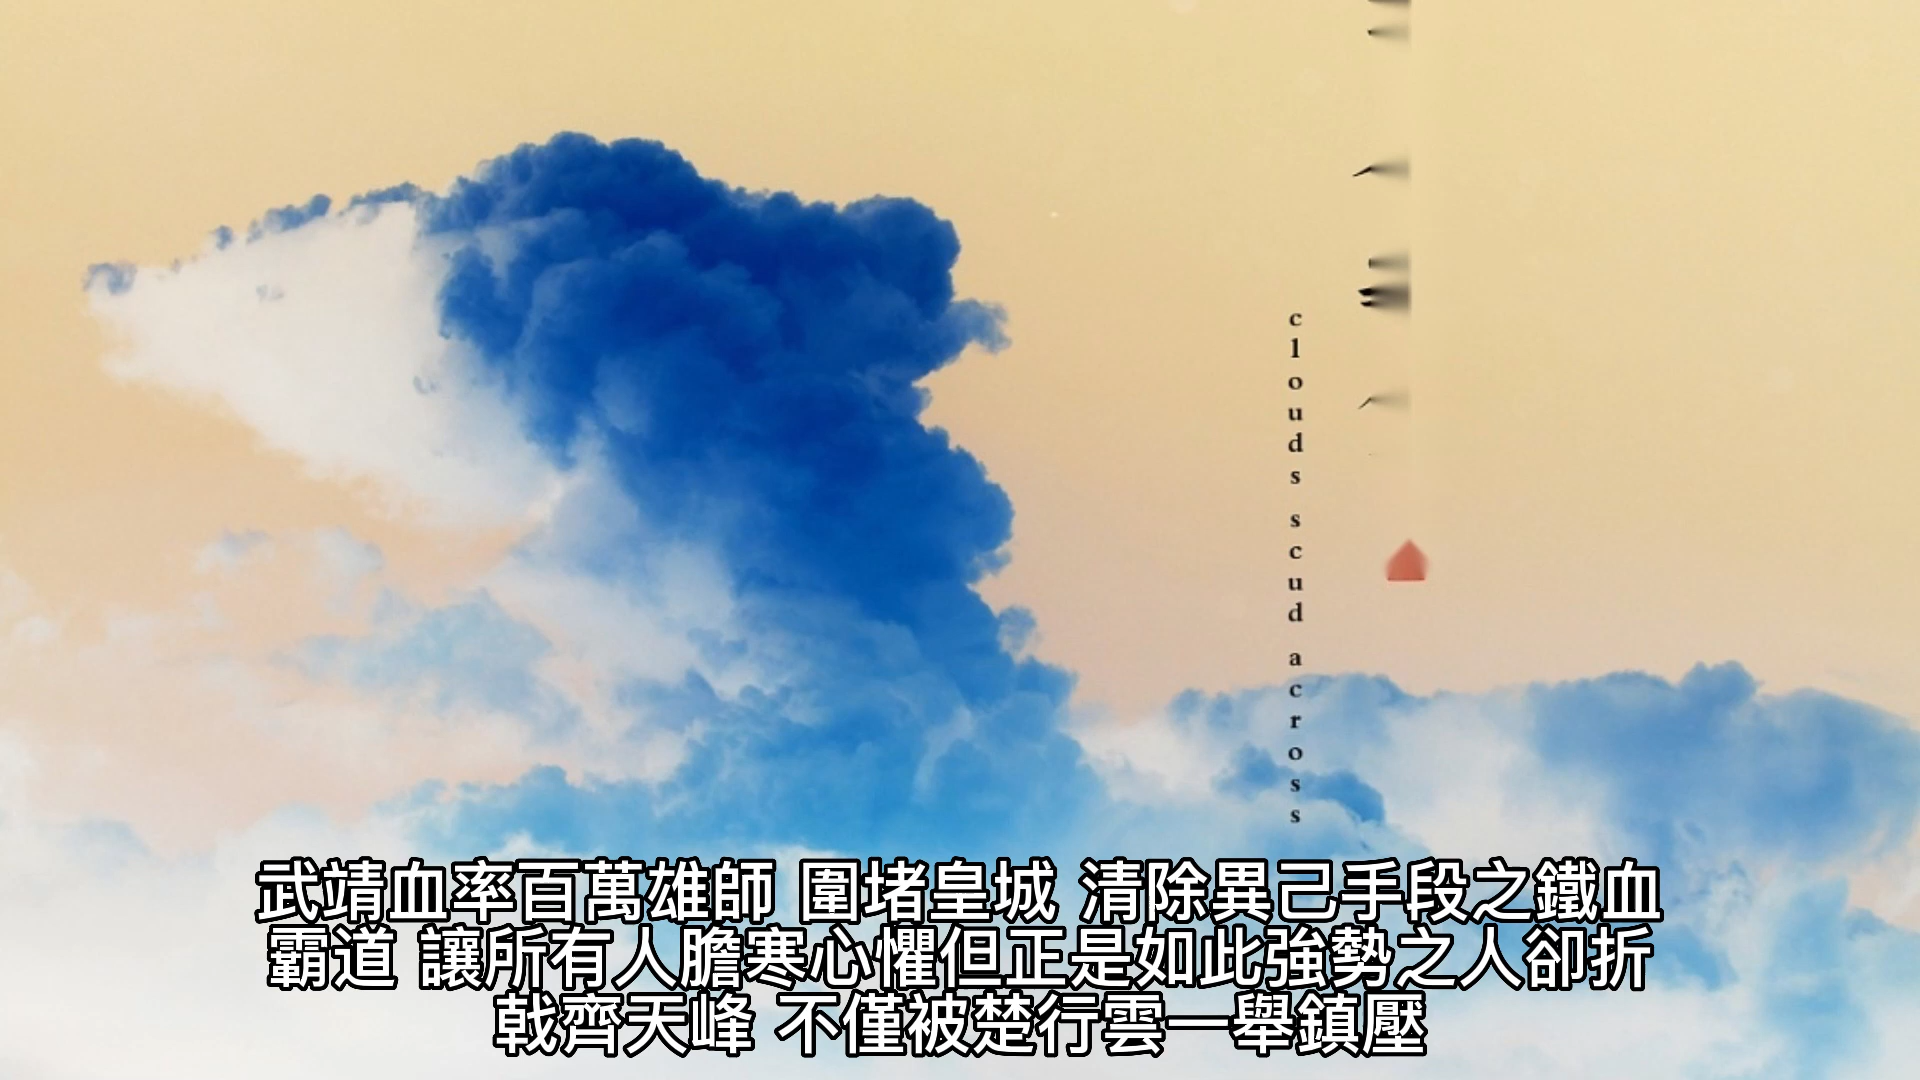 clouds scud across
武靖血率百萬雄師 圍堵皇城 清除異己手段之鐵血
霸道 讓所有人膽寒心懼但正是如此強勢之人卻折
戟齊天峰 不僅被楚行雲一舉鎮壓